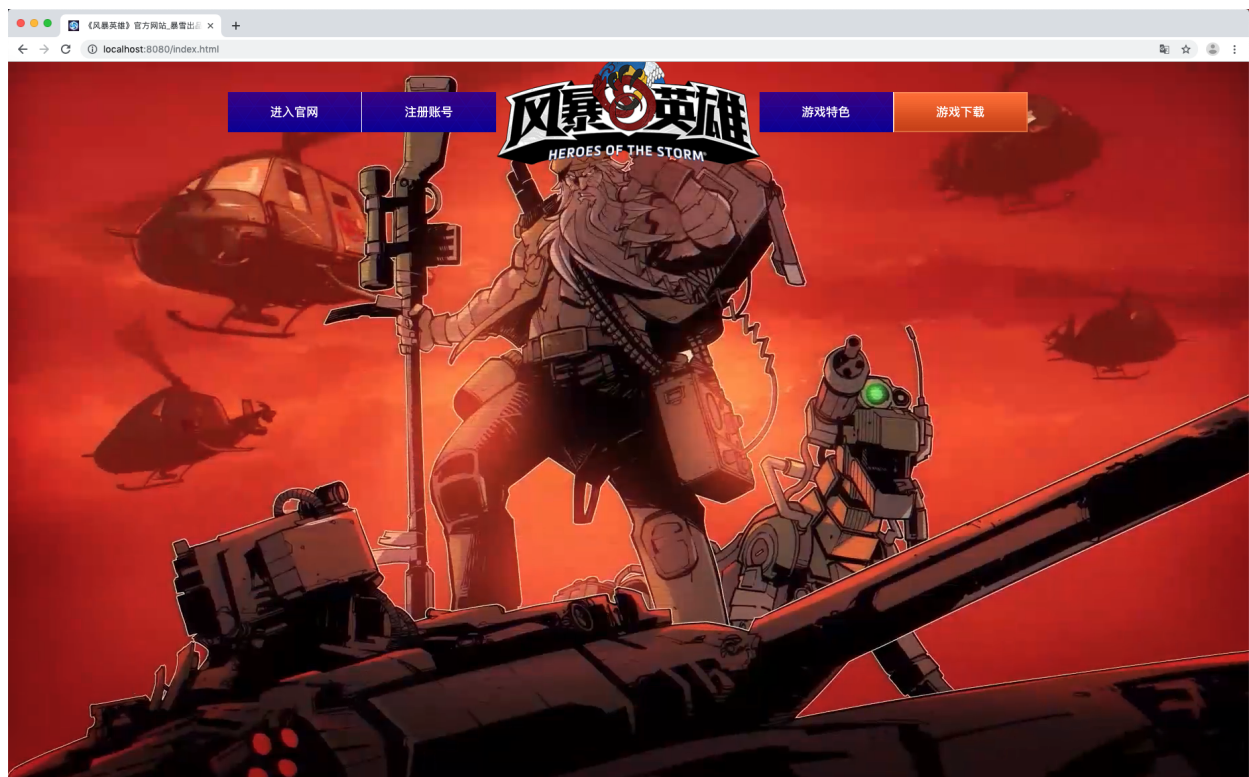 《风暴英雄》官方网站_暴雪出品
localhost:8080/index.html
进入官网
注册账号
风暴英雄
HEROES OF THE STORM
游戏特色
游戏下载